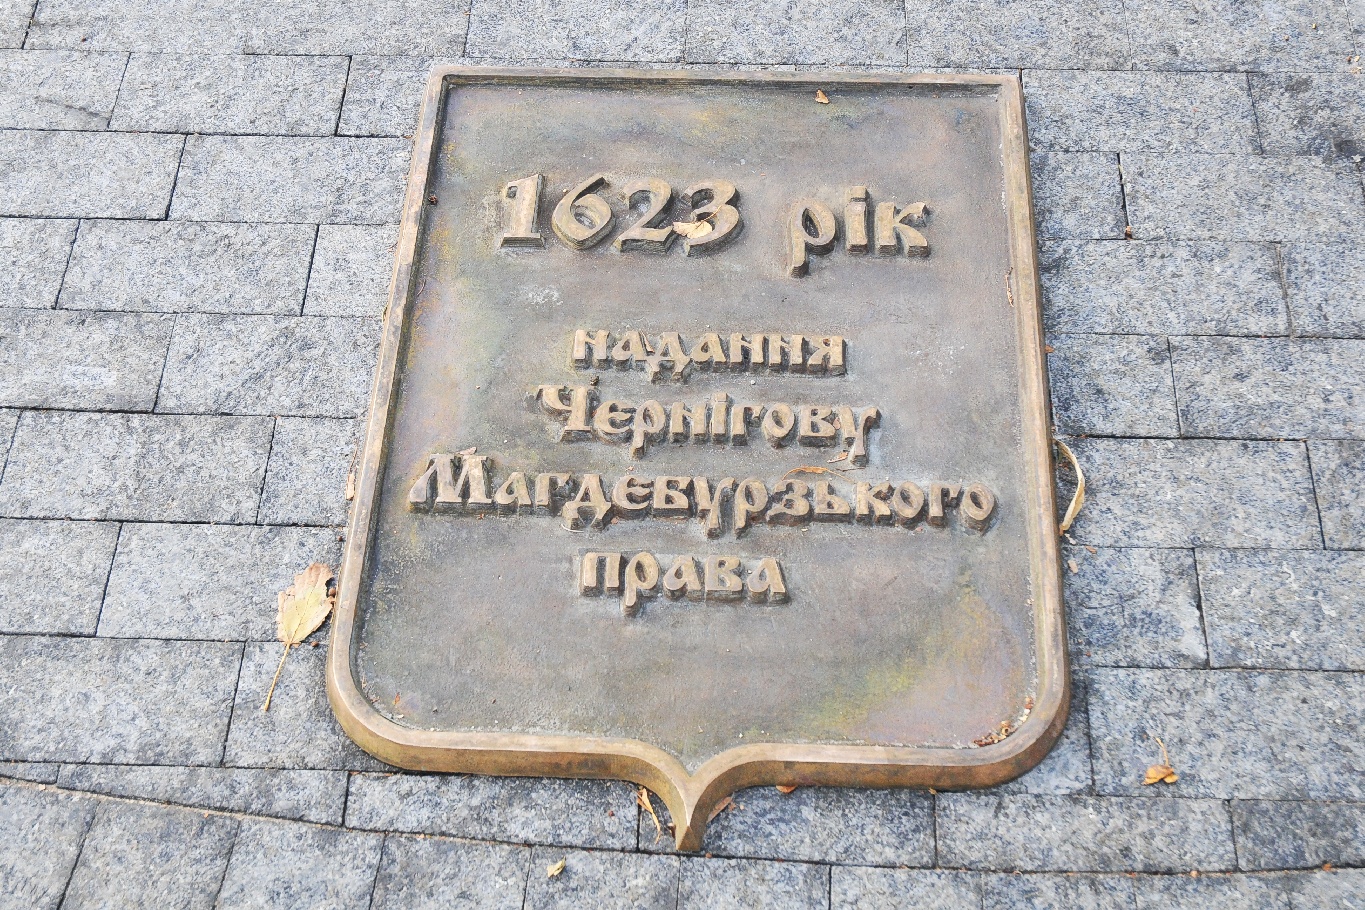 1623 рік
надання
Чернігову
Магдебурзького
права